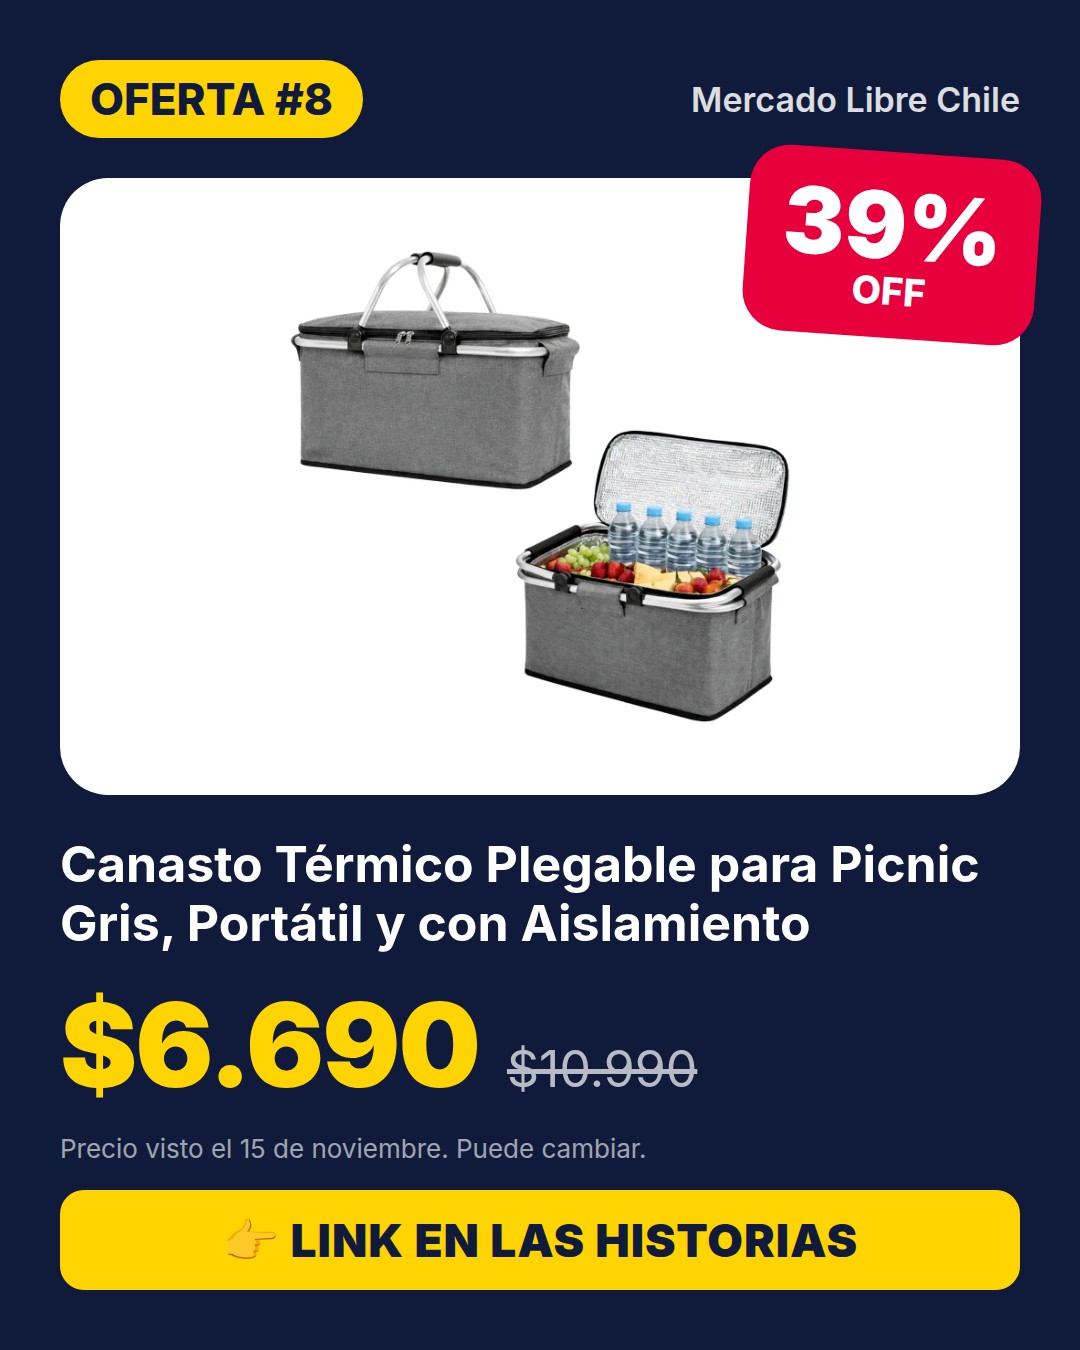 OFERTA #8
Mercado Libre Chile
39%
OFF
Canasto Térmico Plegable para Picnic
Gris, Portátil y con Aislamiento
$6.690 $10.990
Precio visto el 15 de noviembre. Puede cambiar.
👉 LINK EN LAS HISTORIAS